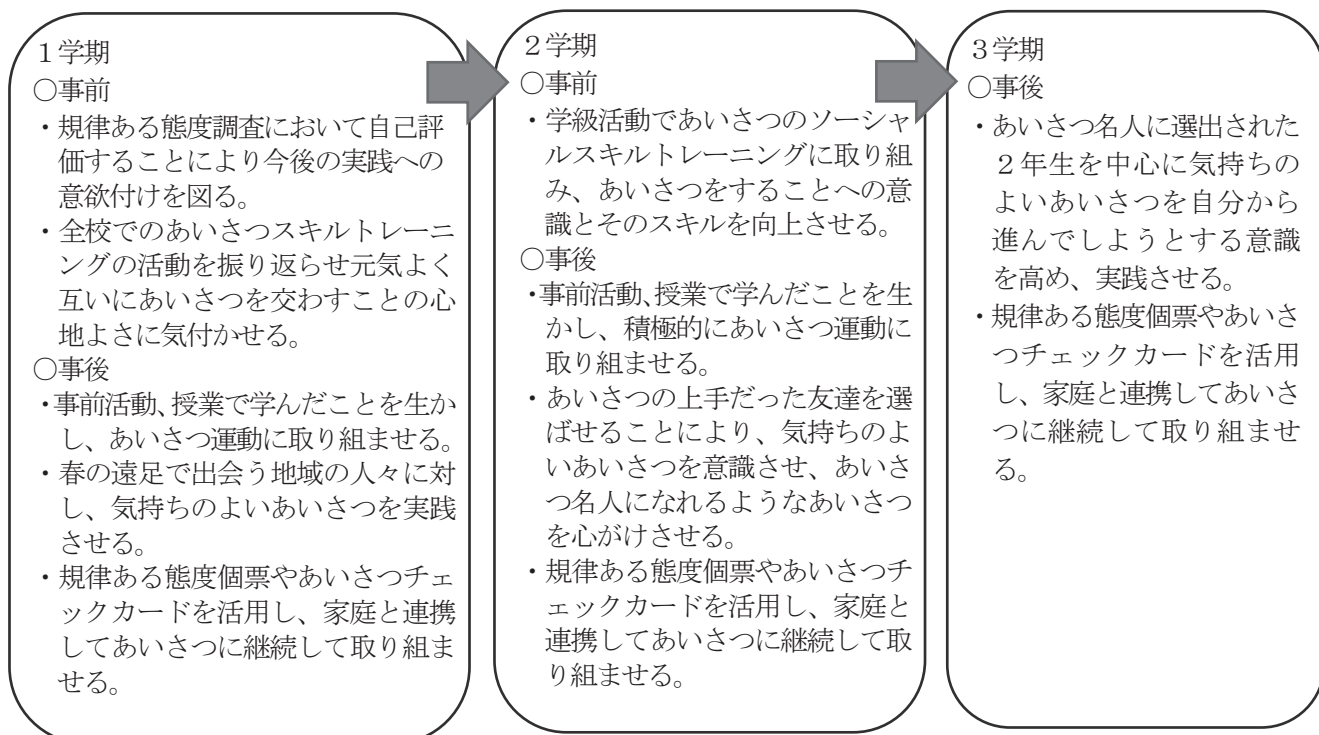 １学期
○事前
・規律ある態度調査において自己評
価することにより今後の実践への
意欲付けを図る。
・全校でのあいさつスキルトレーニ
ングの活動を振り返らせ元気よく
互いにあいさつを交わすことの心
地よさに気付かせる。
○事後
・事前活動、授業で学んだことを生か
し、あいさつ運動に取り組ませる。
・春の遠足で出会う地域の人々に対
し、気持ちのよいあいさつを実践
させる。
・規律ある態度個票やあいさつチェ
ックカードを活用し、家庭と連携
してあいさつに継続して取り組ま
せる。
２学期
○事前
・学級活動であいさつのソーシャ
ルスキルトレーニングに取り組
み、あいさつをすることへの意
識とそのスキルを向上させる。
○事後
・事前活動、授業で学んだことを生
かし、積極的にあいさつ運動に
取り組ませる。
・あいさつの上手だった友達を選
ばせることにより、気持ちのよ
いあいさつを意識させ、あいさ
つ名人になれるようなあいさつ
を心がけさせる。
・規律ある態度個票やあいさつチ
ェックカードを活用し、家庭と
連携してあいさつに継続して取
り組ませる。
３学期
○事後
・あいさつ名人に選出された
２年生を中心に気持ちの
よいあいさつを自分から
進んでしようとする意識
を高め、実践させる。
・規律ある態度個票やあいさ
つチェックカードを活用
し、家庭と連携してあいさ
つに継続して取り組ませ
る。